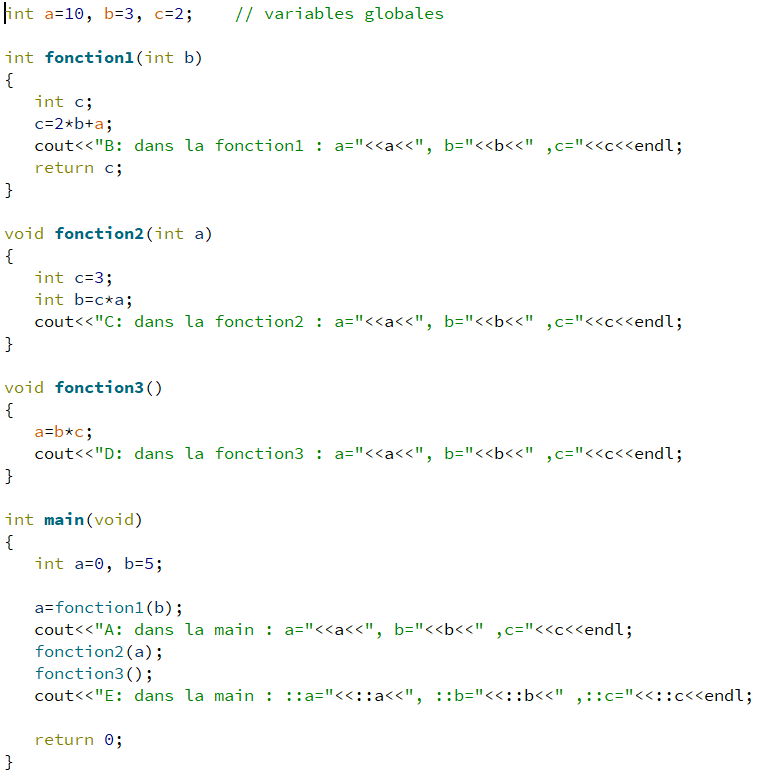 int a=10, b=3, c=2;    // variables globales

int fonction1(int b)
{
   int c;
   c=2*b+a;
   cout<<"B: dans la fonction1 : a="<<a<<", b="<<b<<" ,c="<<c<<endl;
   return c;
}

void fonction2(int a)
{
   int c=3;
   int b=c*a;
   cout<<"C: dans la fonction2 : a="<<a<<", b="<<b<<" ,c="<<c<<endl;
}

void fonction3()
{
   a=b*c;
   cout<<"D: dans la fonction3 : a="<<a<<", b="<<b<<" ,c="<<c<<endl;
}

int main(void)
{
   int a=0, b=5;

   a=fonction1(b);
   cout<<"A: dans la main : a="<<a<<", b="<<b<<" ,c="<<c<<endl;
   fonction2(a);
   fonction3();
   cout<<"E: dans la main : ::a="<<::a<<", ::b="<<::b<<" ,::c="<<::c<<endl;

   return 0;
}